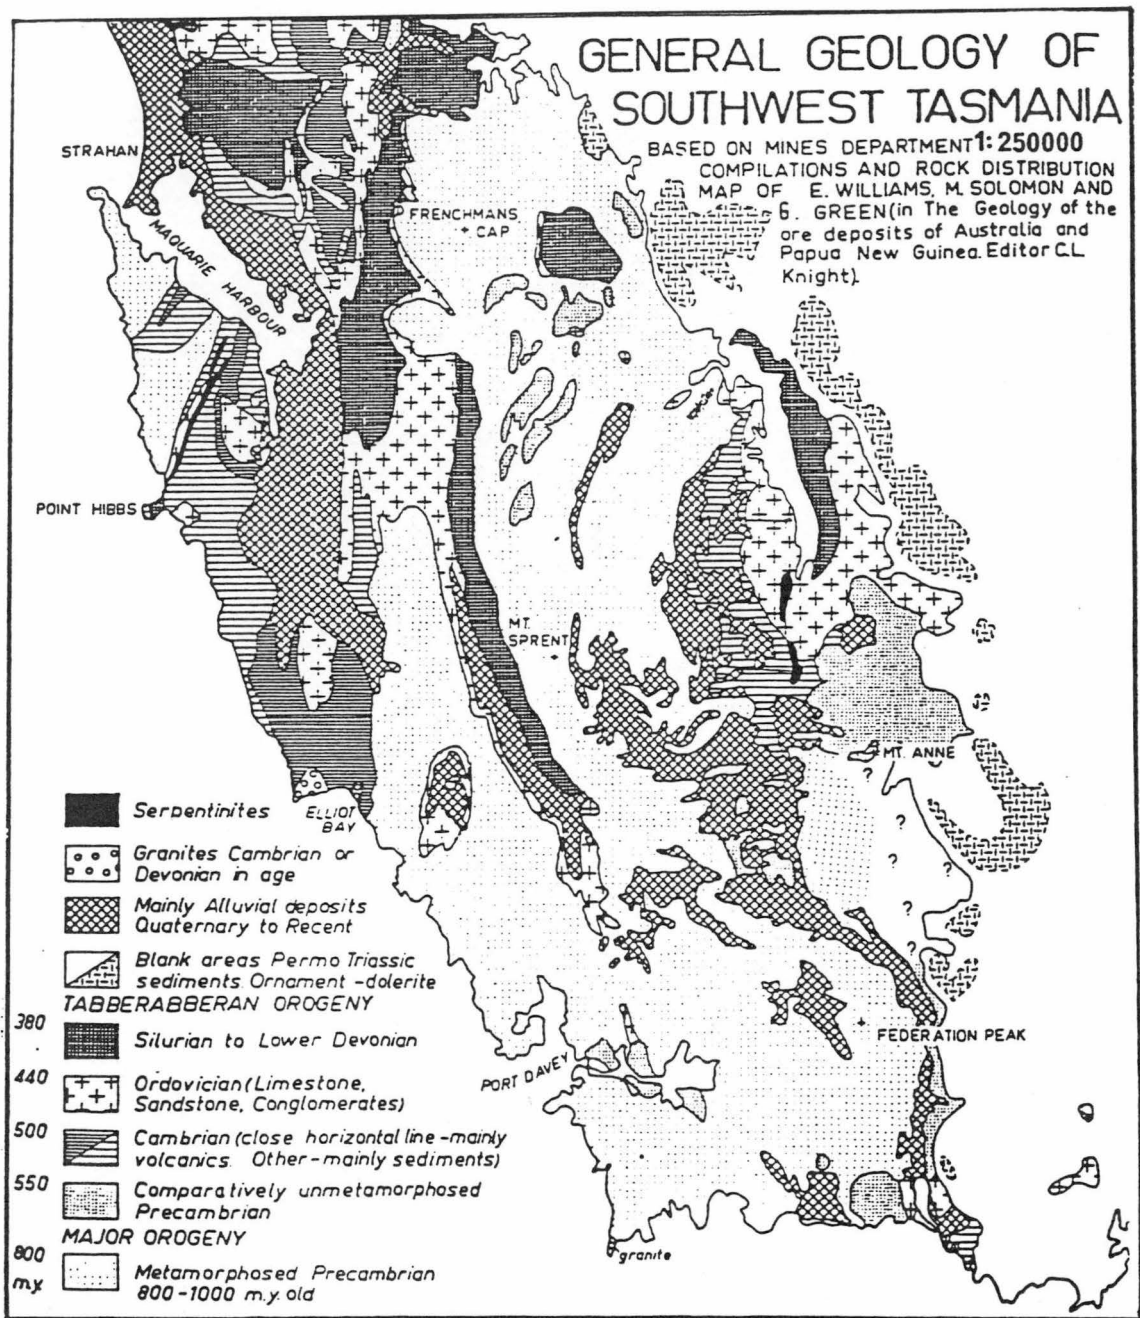 GENERAL GEOLOGY OF
SOUTHWEST TASMANIA
BASED ON MINES DEPARTMENT 1: 250000
COMPILATIONS AND ROCK DISTRIBUTION
MAP OF E. WILLIAMS, M. SOLOMON AND
G. GREEN (in The Geology of the
ore deposits of Australia and
Papua New Guinea. Editor C.L.
Knight).
STRAHAN
MAQUARIE HARBOUR
FRENCHMANS
+ CAP
POINT HIBBS
MT.
SPRENT
MT. ANNE
?
?
?
?
?
?
?
ELLIOT
BAY
FEDERATION PEAK
PORT DAVEY
granite
Serpentinites
Granites Cambrian or
Devonian in age
Mainly Alluvial deposits
Quaternary to Recent
Blank areas Permo Triassic
sediments. Ornament - dolerite
TABBERABBERAN OROGENY
380
Silurian to Lower Devonian
440
Ordovician (Limestone,
Sandstone, Conglomerates)
500
Cambrian (close horizontal line - mainly
volcanics. Other - mainly sediments)
550
Comparatively unmetamorphosed
Precambrian
MAJOR OROGENY
800
m.y.
Metamorphosed Precambrian
800-1000 m.y. old